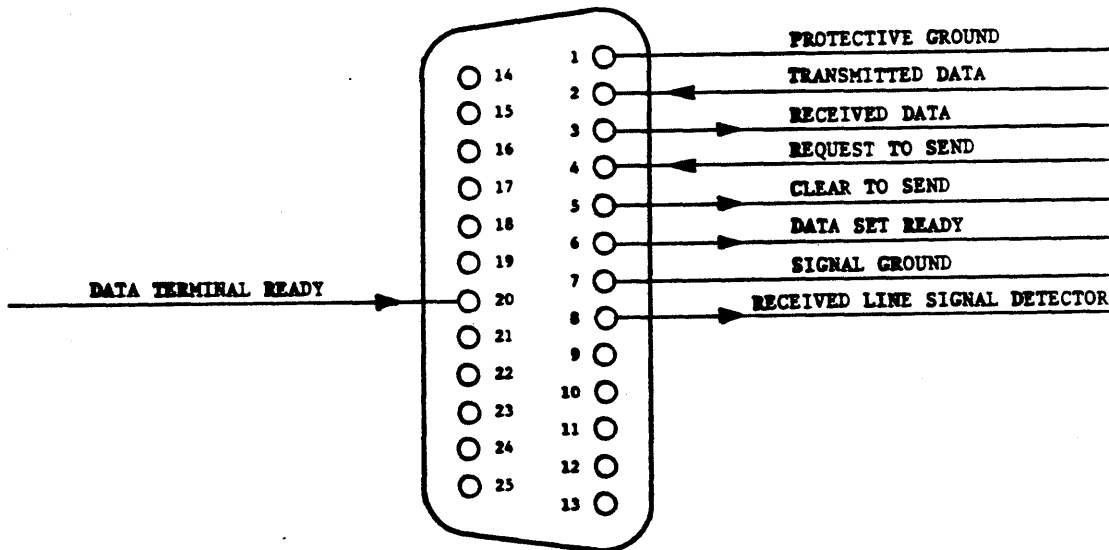 PROTECTIVE GROUND
TRANSMITTED DATA
RECEIVED DATA
REQUEST TO SEND
CLEAR TO SEND
DATA SET READY
SIGNAL GROUND
RECEIVED LINE SIGNAL DETECTOR
DATA TERMINAL READY
1
2
3
4
5
6
7
8
9
10
11
12
13
14
15
16
17
18
19
20
21
22
23
24
25